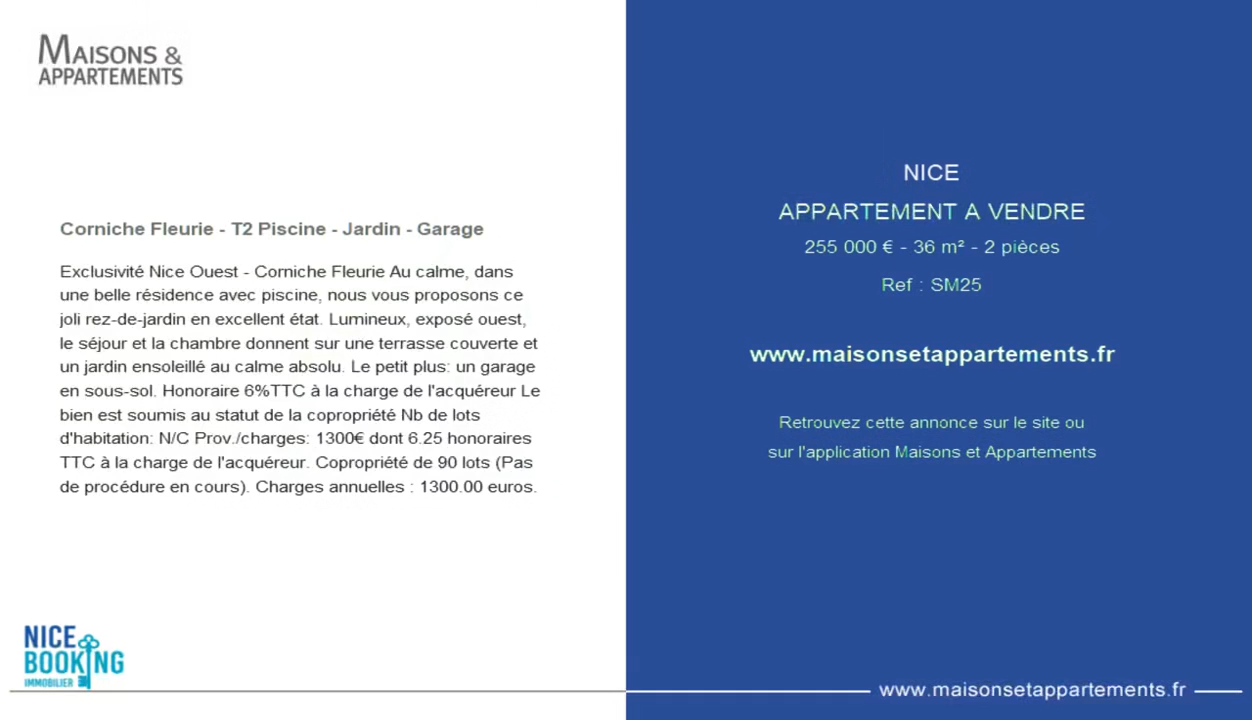 MAISONS &
APPARTEMENTS
Corniche Fleurie - T2 Piscine - Jardin - Garage
Exclusivité Nice Ouest - Corniche Fleurie Au calme, dans
une belle résidence avec piscine, nous vous proposons ce
joli rez-de-jardin en excellent état. Lumineux, exposé ouest,
le séjour et la chambre donnent sur une terrasse couverte et
un jardin ensoleillé au calme absolu. Le petit plus: un garage
en sous-sol. Honoraire 6%TTC à la charge de l'acquéreur Le
bien est soumis au statut de la copropriété Nb de lots
d'habitation: N/C Prov./charges: 1300€ dont 6.25 honoraires
TTC à la charge de l'acquéreur. Copropriété de 90 lots (Pas
de procédure en cours). Charges annuelles : 1300.00 euros.
NICE
BOOKING
IMMOBILIER
NICE
APPARTEMENT A VENDRE
255 000 € - 36 m² - 2 pièces
Ref : SM25
www.maisonsetappartements.fr
Retrouvez cette annonce sur le site ou
sur l'application Maisons et Appartements
www.maisonsetappartements.fr